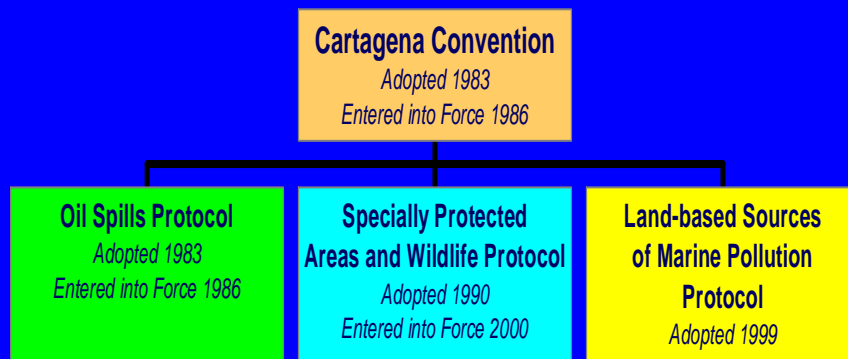 Cartagena Convention
Adopted 1983
Entered into Force 1986
Oil Spills Protocol
Adopted 1983
Entered into Force 1986
Specially Protected
Areas and Wildlife Protocol
Adopted 1990
Entered into Force 2000
Land-based Sources
of Marine Pollution
Protocol
Adopted 1999